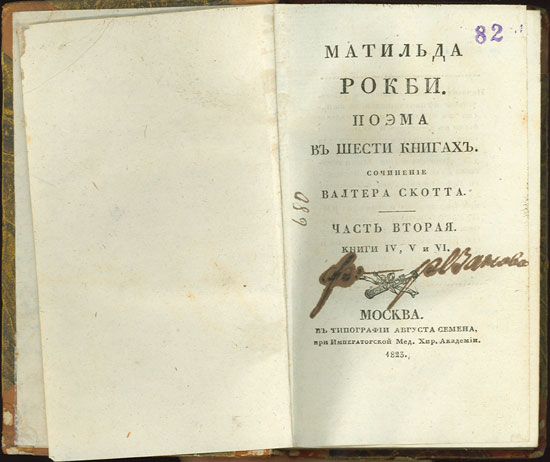 82
МАТИЛЬДА
РОКБИ.
ПОЭМА
ВЪ ШЕСТИ КНИГАХЪ.
СОЧИНЕНІЕ
ВАЛТЕРА СКОТТА.
ЧАСТЬ ВТОРАЯ.
КНИГИ IV, V и VI.
МОСКВА.
ВЪ ТИПОГРАФІИ АВГУСТА СЕМЕНА,
при Императорской Мед. Хир. Академіи.
1823.